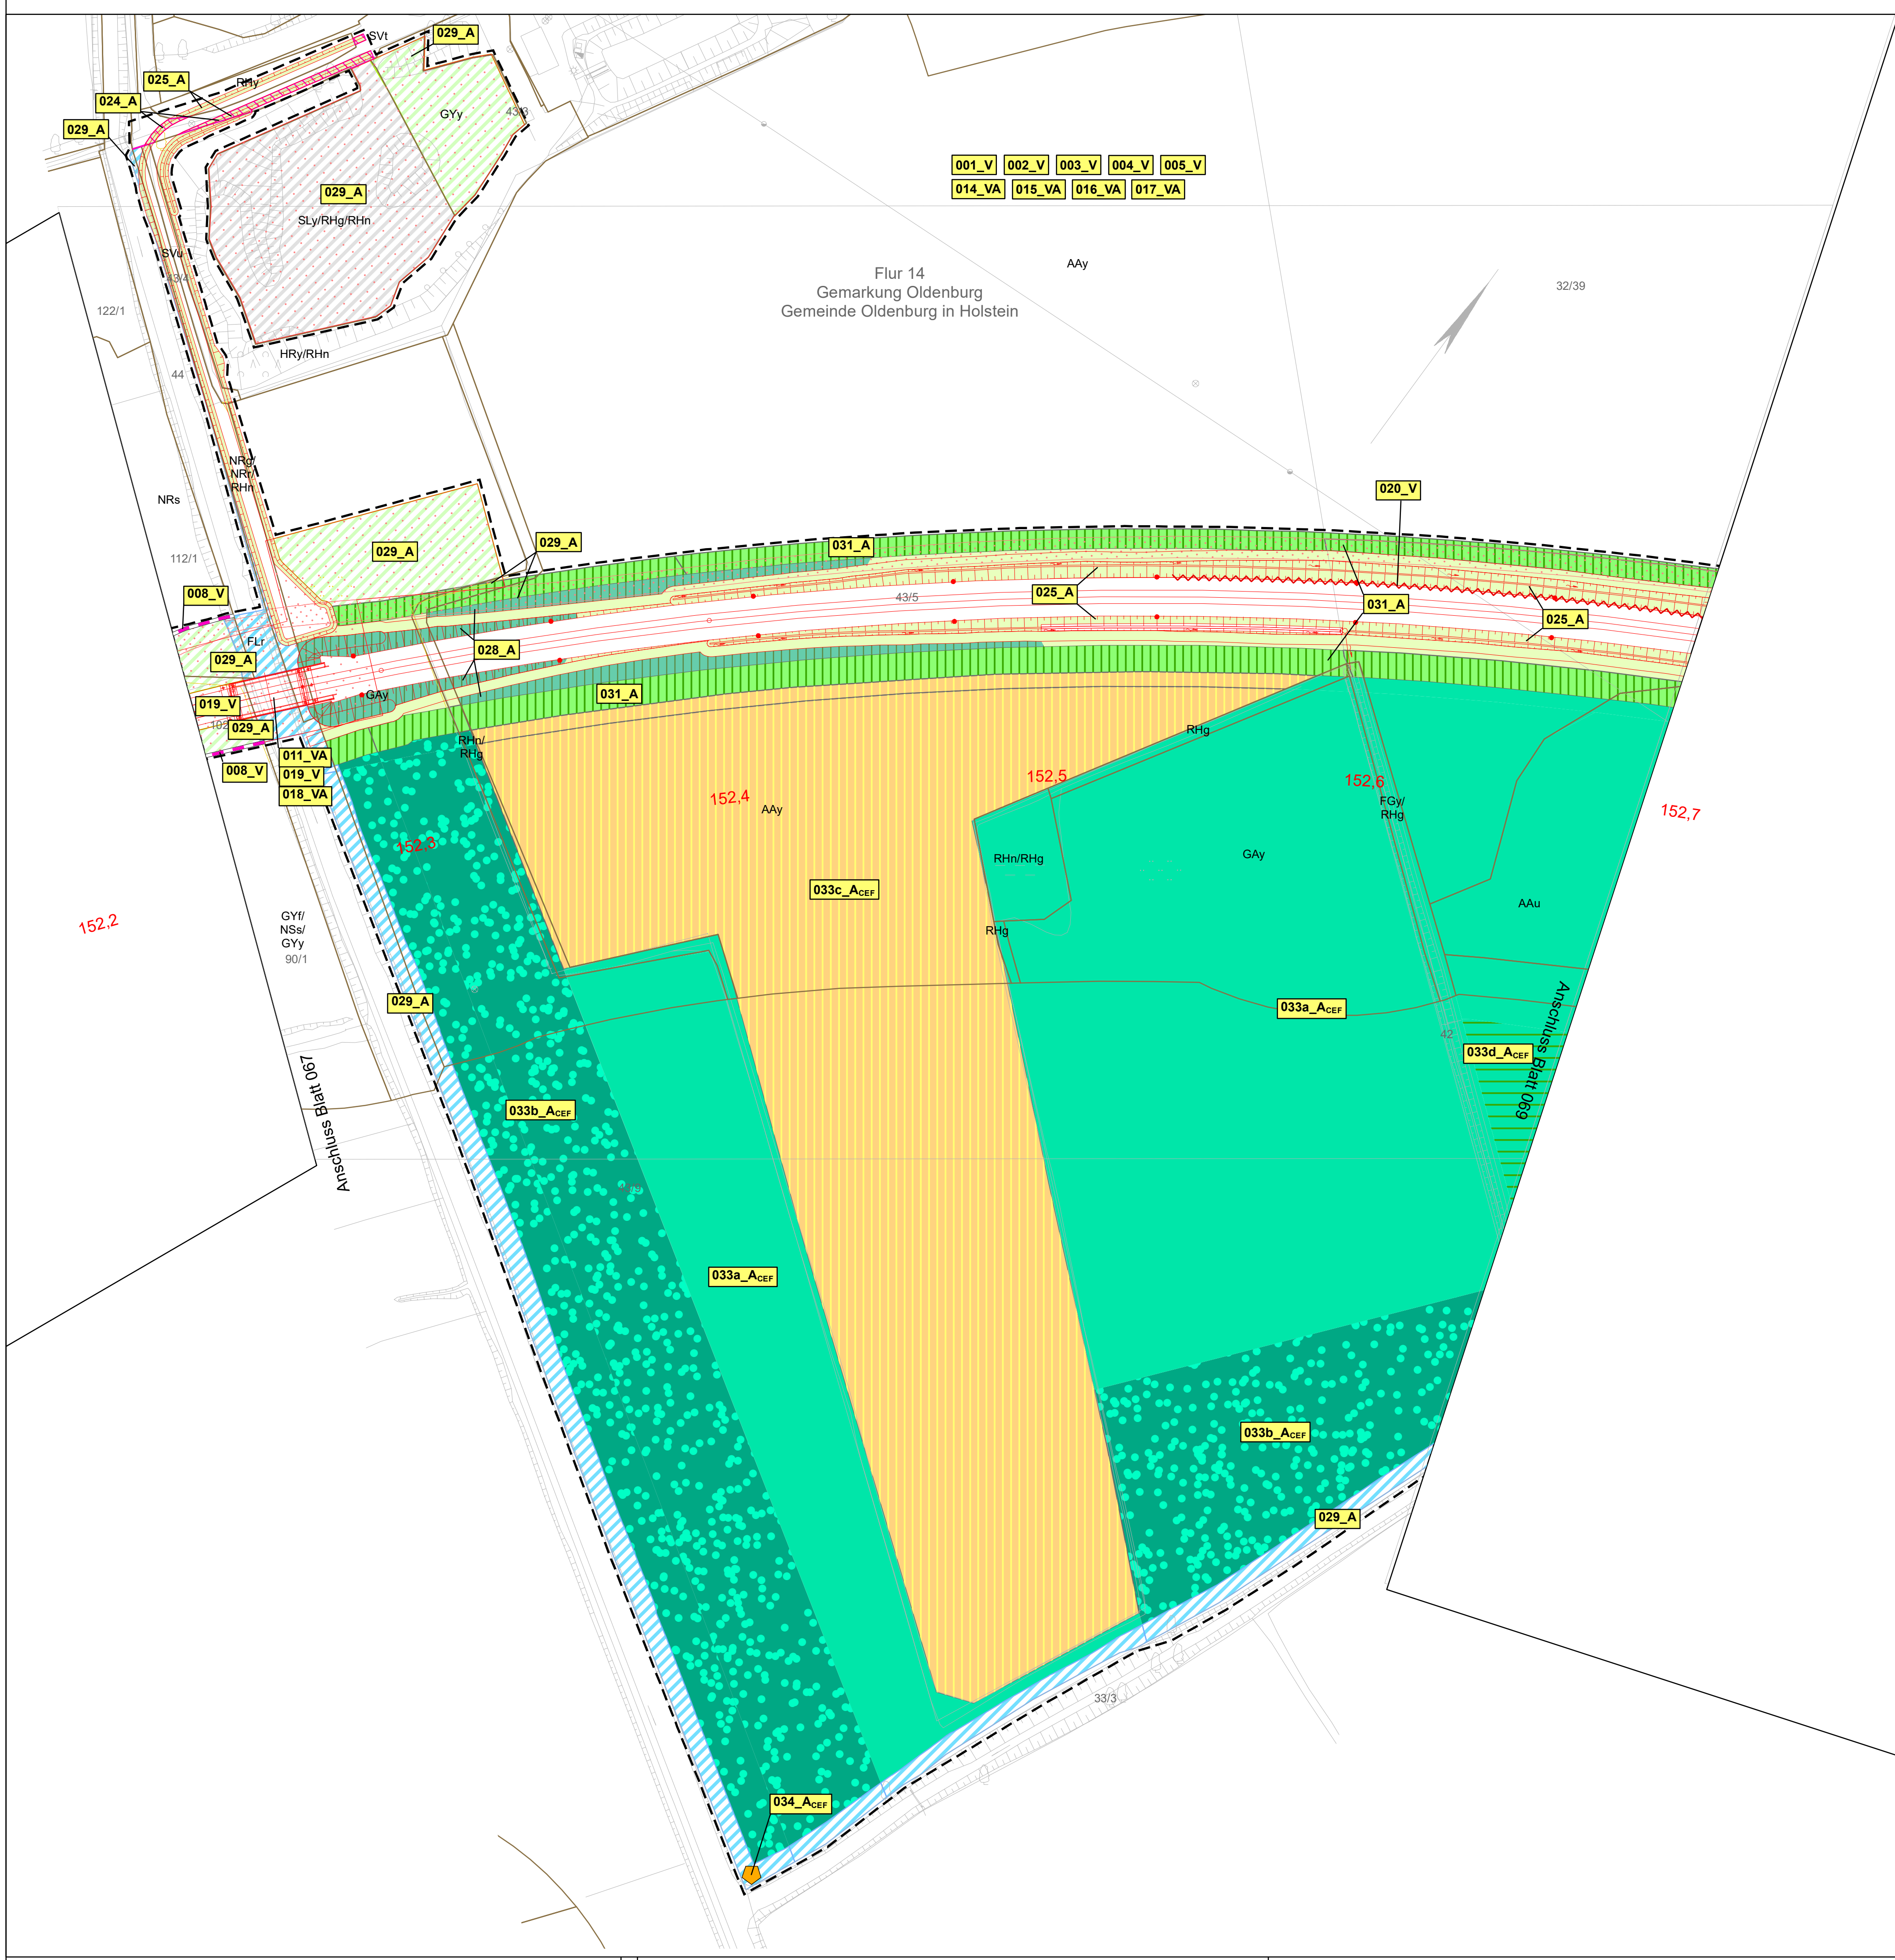 SVt
029_A
RHy
025_A
024_A
029_A
GYy
43/3
029_A
SLy/RHg/RHn
SVu
43/4
122/1
HRy/RHn
44
001_V 002_V 003_V 004_V 005_V
014_VA 015_VA 016_VA 017_VA
AAy
Flur 14
Gemarkung Oldenburg
Gemeinde Oldenburg in Holstein
32/39
NRg/
NRr/
RHn
NRs
112/1
029_A
029_A
031_A
020_V
008_V
025_A
43/5
031_A
025_A
FLr
029_A
028_A
GAy
031_A
019_V
102
029_A
011_VA
019_V
018_VA
008_V
RHn/
RHg
RHg
152,2
152,3
152,4
152,5
152,6
152,7
AAy
FGy/
RHg
RHn/RHg
GAy
033c_ACEF
AAu
RHg
GYf/
NSs/
GYy
90/1
029_A
033a_ACEF
42
033d_ACEF
Anschluss Blatt 067
Anschluss Blatt 069
033b_ACEF
033a_ACEF
033b_ACEF
029_A
33/3
034_ACEF